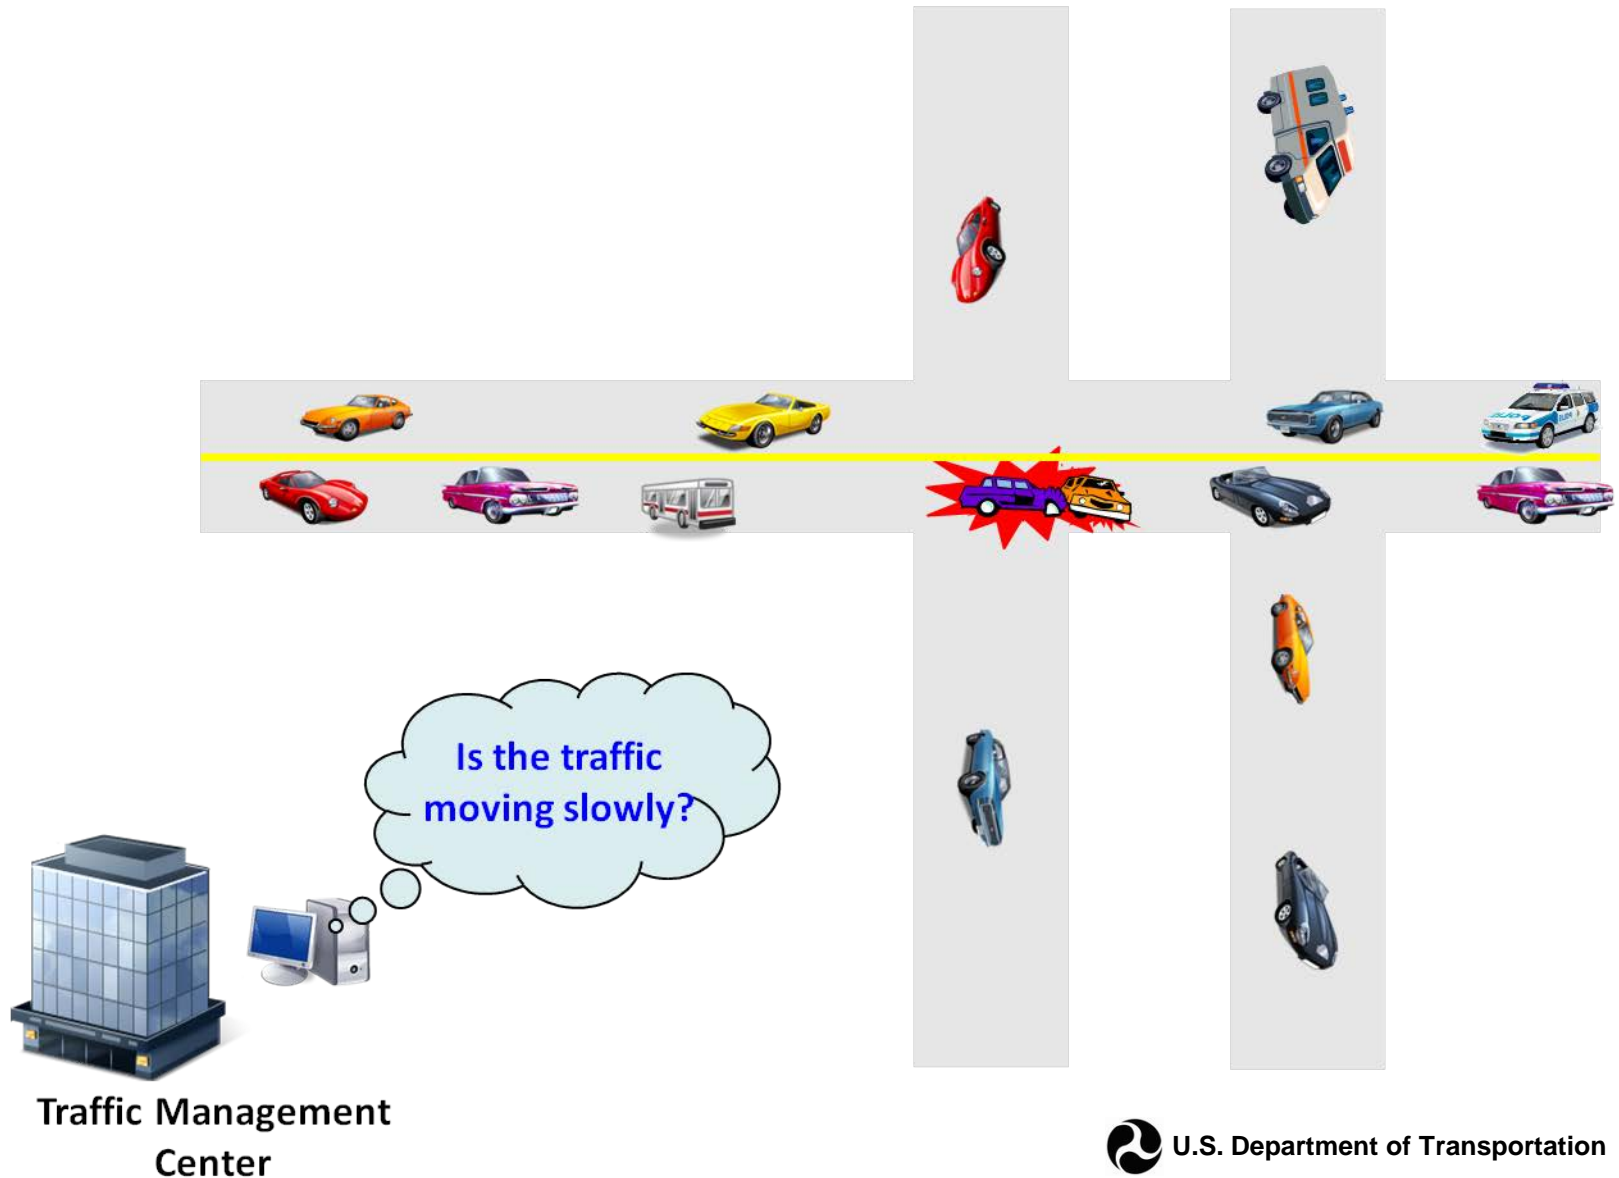 Is the traffic
moving slowly?
Traffic Management
Center
U.S. Department of Transportation